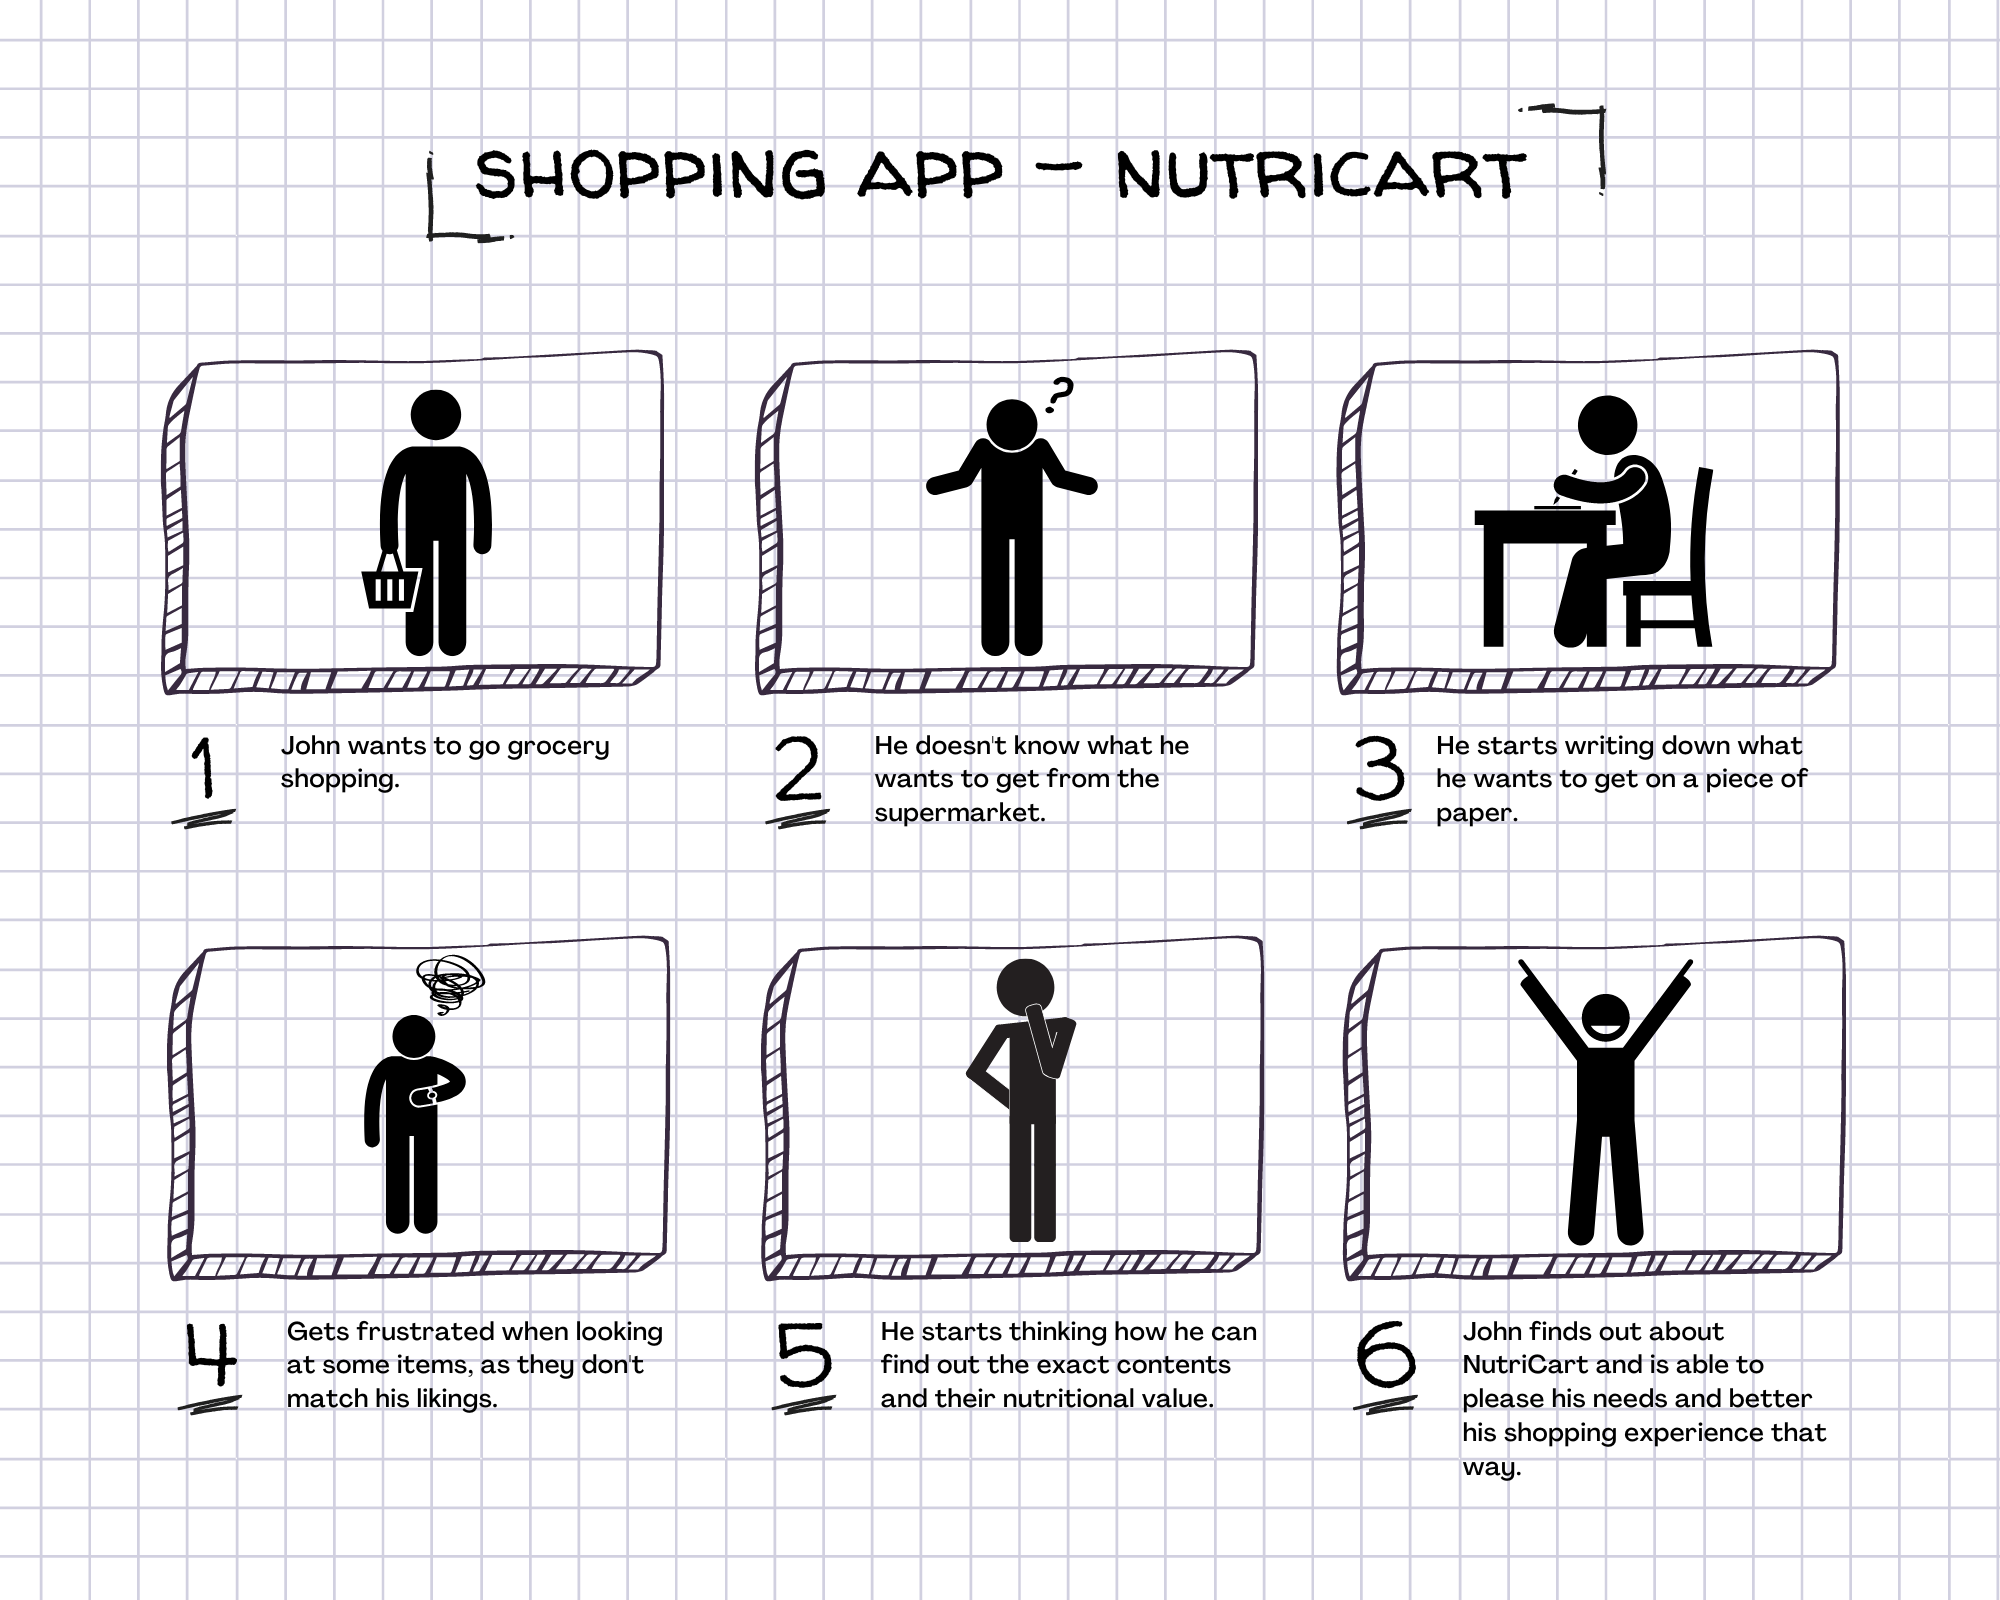 SHOPPING APP – NUTRICART
?
1
John wants to go grocery
shopping.
2
He doesn't know what he
wants to get from the
supermarket.
3
He starts writing down what
he wants to get on a piece of
paper.
4
Gets frustrated when looking
at some items, as they don't
match his likings.
5
He starts thinking how he can
find out the exact contents
and their nutritional value.
6
John finds out about
NutriCart and is able to
please his needs and better
his shopping experience that
way.